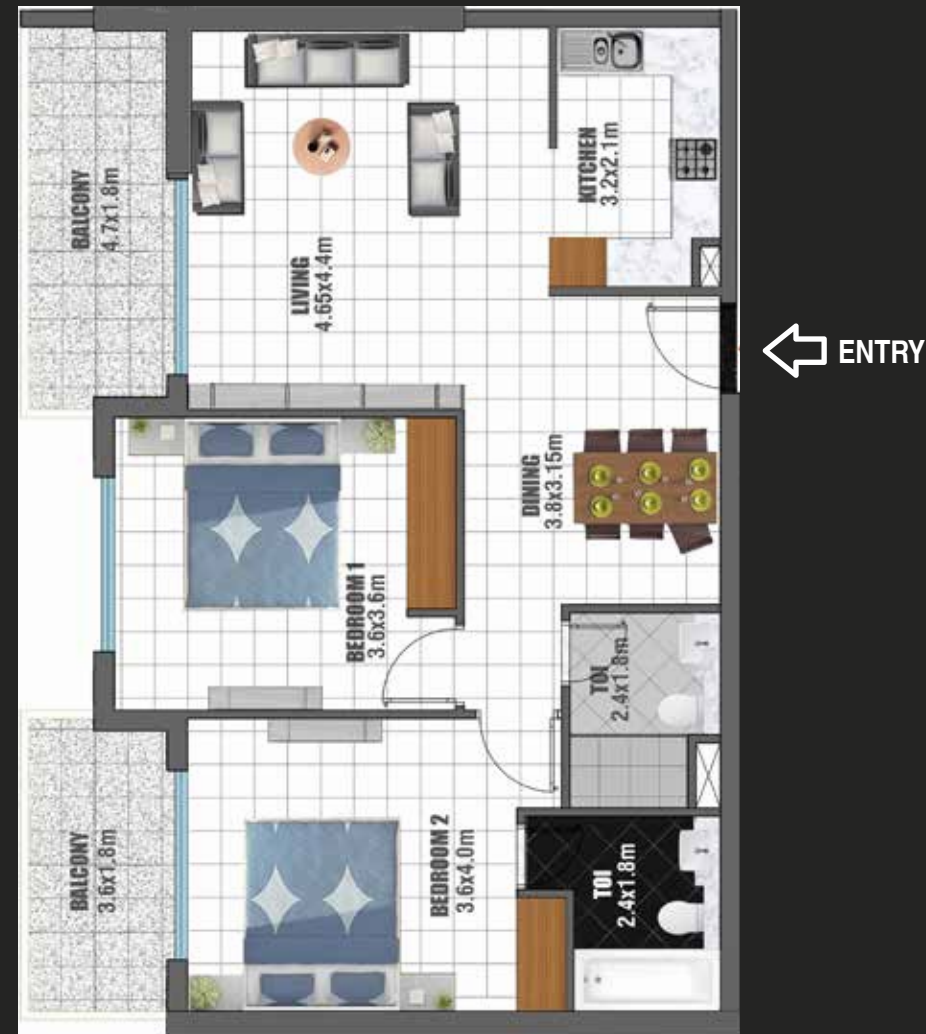 BALCONY
4.7x1.8m
LIVING
4.65x4.4m
KITCHEN
3.2x2.1m
ENTRY
DINING
3.8x3.15m
BEDROOM 1
3.6x3.6m
TOI
2.4x1.8m
BALCONY
3.6x1.8m
BEDROOM 2
3.6x4.0m
TOI
2.4x1.8m